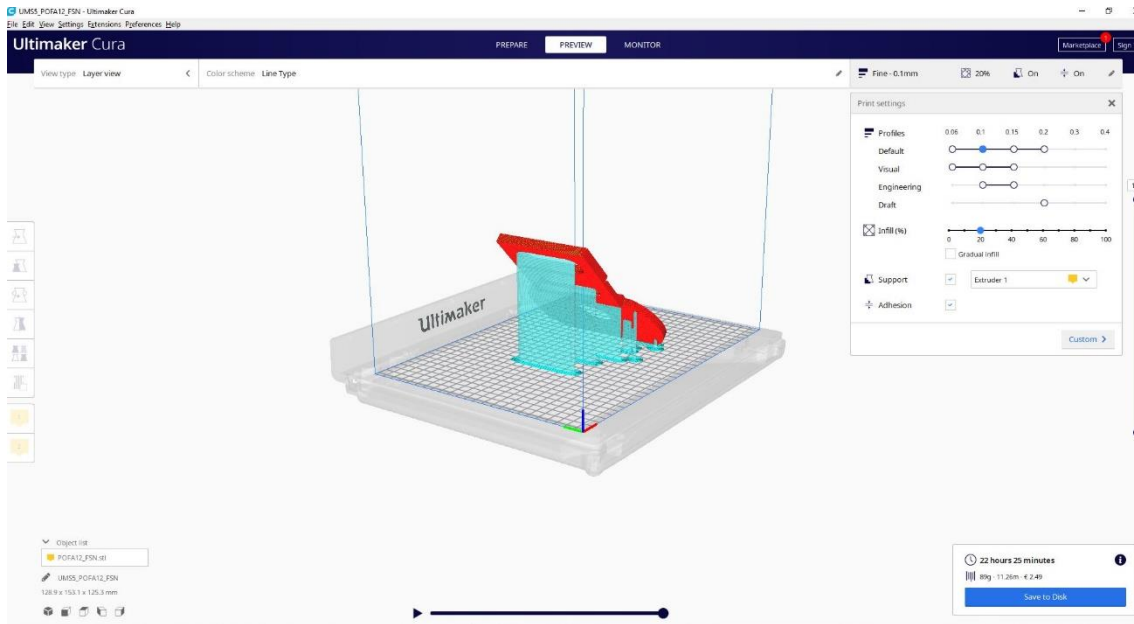 UMS5_POFA12_FSN - Ultimaker Cura
File Edit View Settings Extensions Preferences Help
Ultimaker Cura
PREPARE PREVIEW MONITOR
Marketplace 1 Sign
View type Layer view
Color scheme Line Type
Fine - 0.1mm 20% On On
Print settings
Profiles 0.06 0.1 0.15 0.2 0.3 0.4
Default
Visual
Engineering
Draft
Infill (%)
0 20 40 60 80 100
Gradual infill
Support Extruder 1
Adhesion
Custom
Ultimaker
Object list
POFA12_FSN.stl
UMS5_POFA12_FSN
128.9 x 153.1 x 125.3 mm
22 hours 25 minutes
89g · 11.26m · € 2.49
Save to Disk